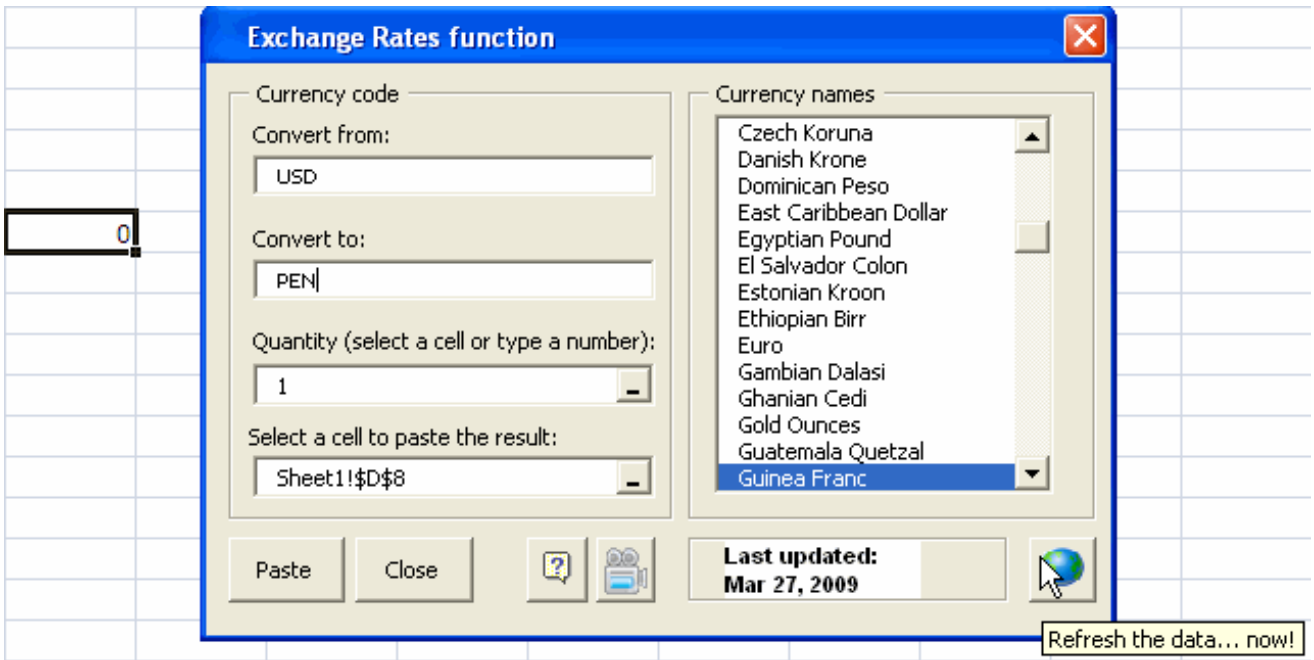 Exchange Rates function
Currency code
Convert from:
USD
Convert to:
PEN
Quantity (select a cell or type a number):
1
Select a cell to paste the result:
Sheet1!$D$8
Currency names
Czech Koruna
Danish Krone
Dominican Peso
East Caribbean Dollar
Egyptian Pound
El Salvador Colon
Estonian Kroon
Ethiopian Birr
Euro
Gambian Dalasi
Ghanian Cedi
Gold Ounces
Guatemala Quetzal
Guinea Franc
0
Paste
Close
?
Last updated:
Mar 27, 2009
Refresh the data... now!